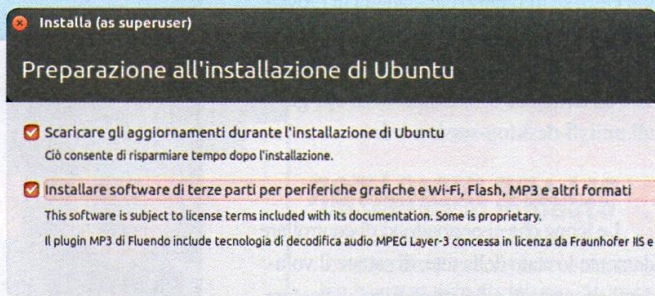 Installa (as superuser)
Preparazione all'installazione di Ubuntu
Scaricare gli aggiornamenti durante l'installazione di Ubuntu
Ciò consente di risparmiare tempo dopo l'installazione.
Installare software di terze parti per periferiche grafiche e Wi-Fi, Flash, MP3 e altri formati
This software is subject to license terms included with its documentation. Some is proprietary.
Il plugin MP3 di Fluendo include tecnologia di decodifica audio MPEG Layer-3 concessa in licenza da Fraunhofer IIS e